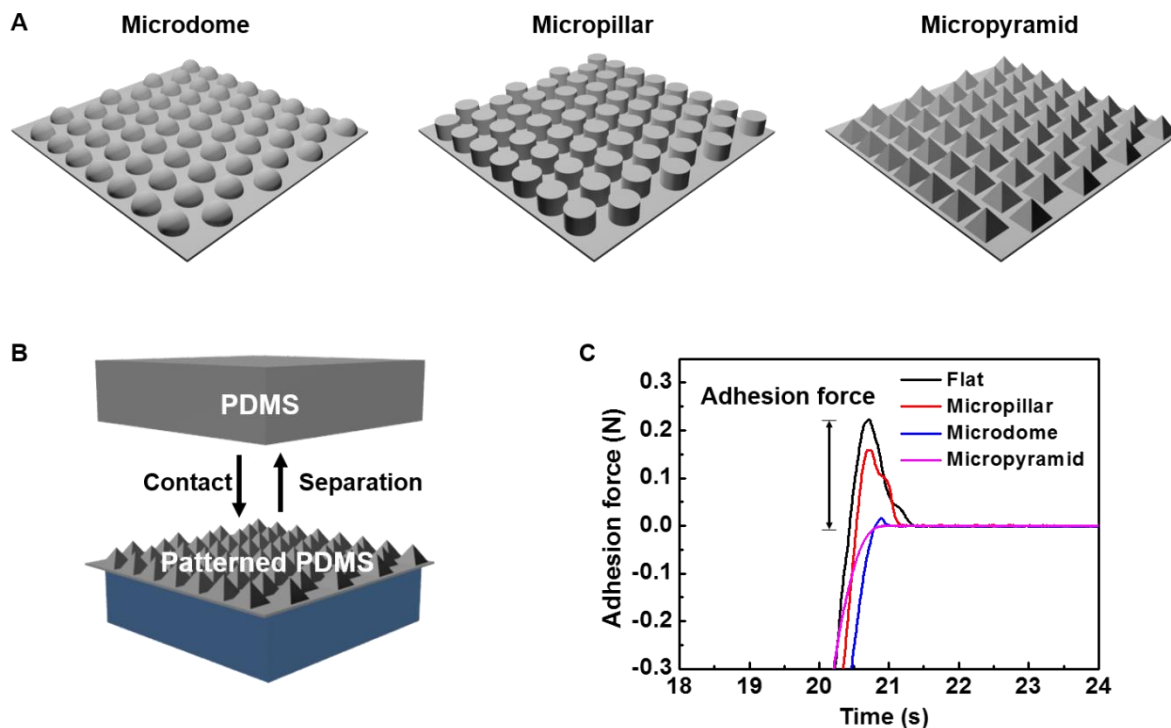 A
Microdome
Micropillar
Micropyramid
B
PDMS
Contact
Separation
Patterned PDMS
C
Adhesion force (N)
0.3
0.2
0.1
0.0
-0.1
-0.2
-0.3
Adhesion force
Flat
Micropillar
Microdome
Micropyramid
18 19 20 21 22 23 24
Time (s)